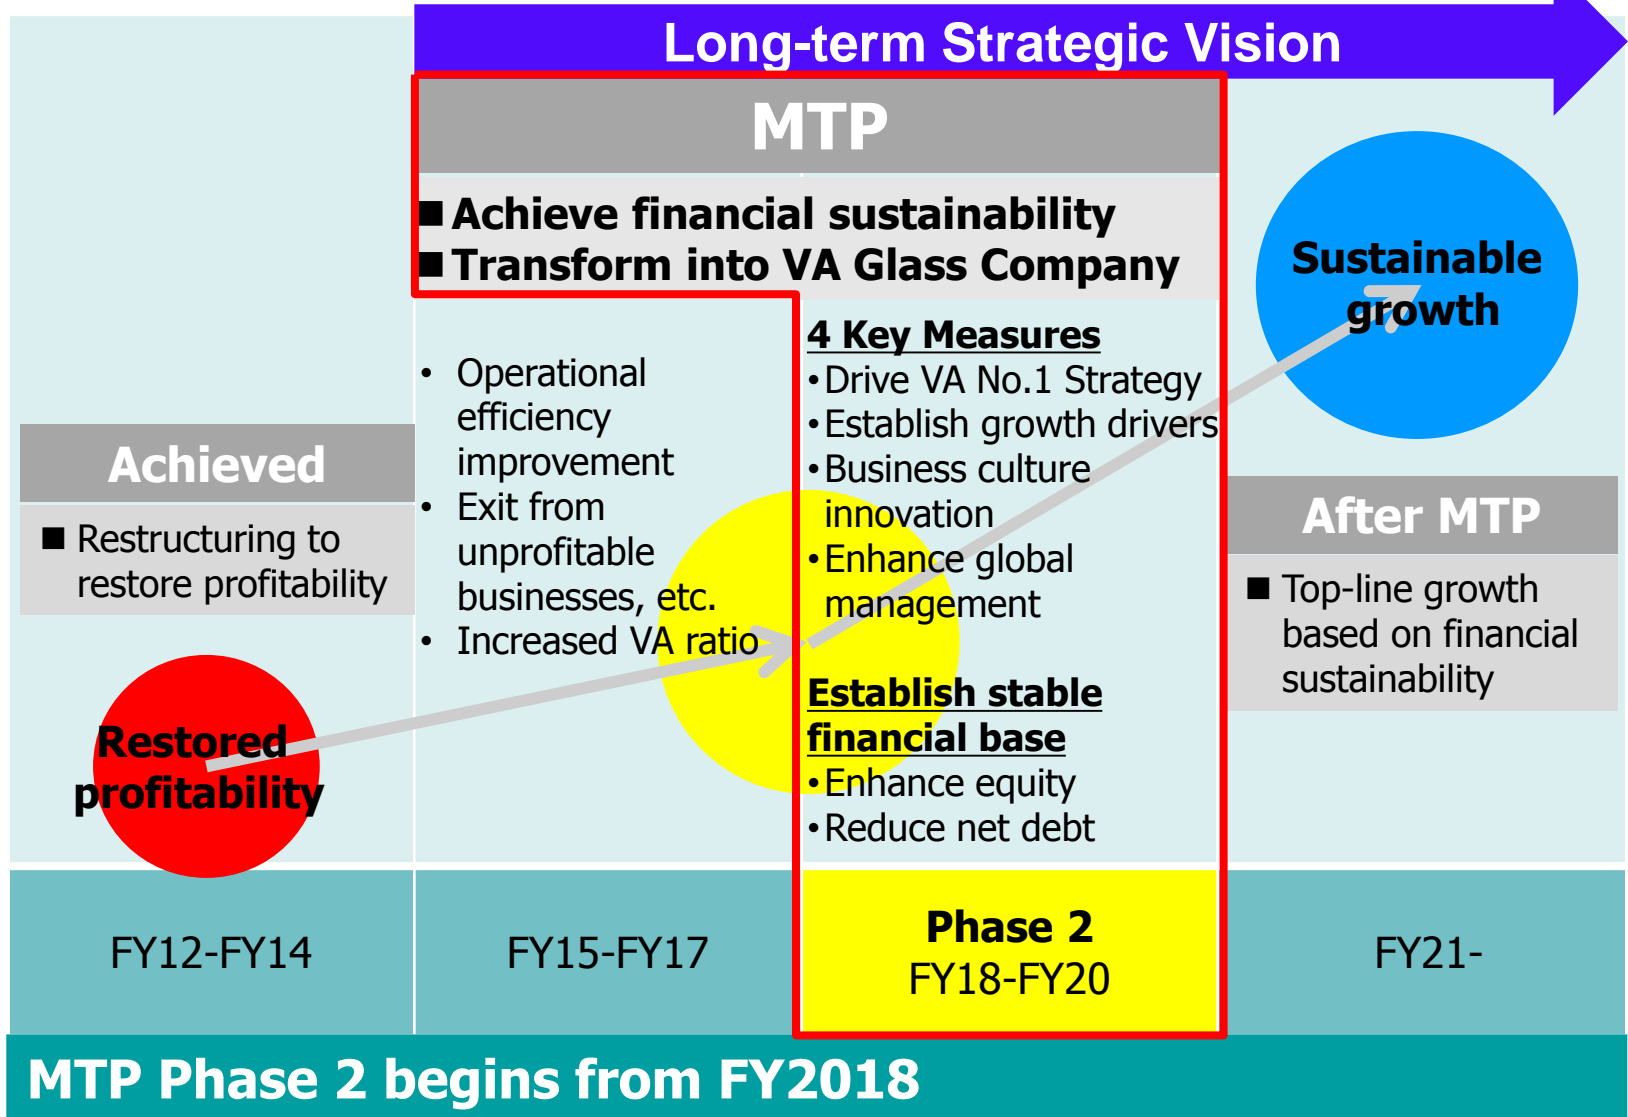 Long-term Strategic Vision
MTP
■ Achieve financial sustainability
■ Transform into VA Glass Company
Achieved
■ Restructuring to
restore profitability
Restored
profitability
• Operational
efficiency
improvement
• Exit from
unprofitable
businesses, etc.
• Increased VA ratio
4 Key Measures
•Drive VA No.1 Strategy
•Establish growth drivers
•Business culture
innovation
•Enhance global
management
Establish stable
financial base
•Enhance equity
•Reduce net debt
Sustainable
growth
After MTP
■ Top-line growth
based on financial
sustainability
FY12-FY14
FY15-FY17
Phase 2
FY18-FY20
FY21-
MTP Phase 2 begins from FY2018